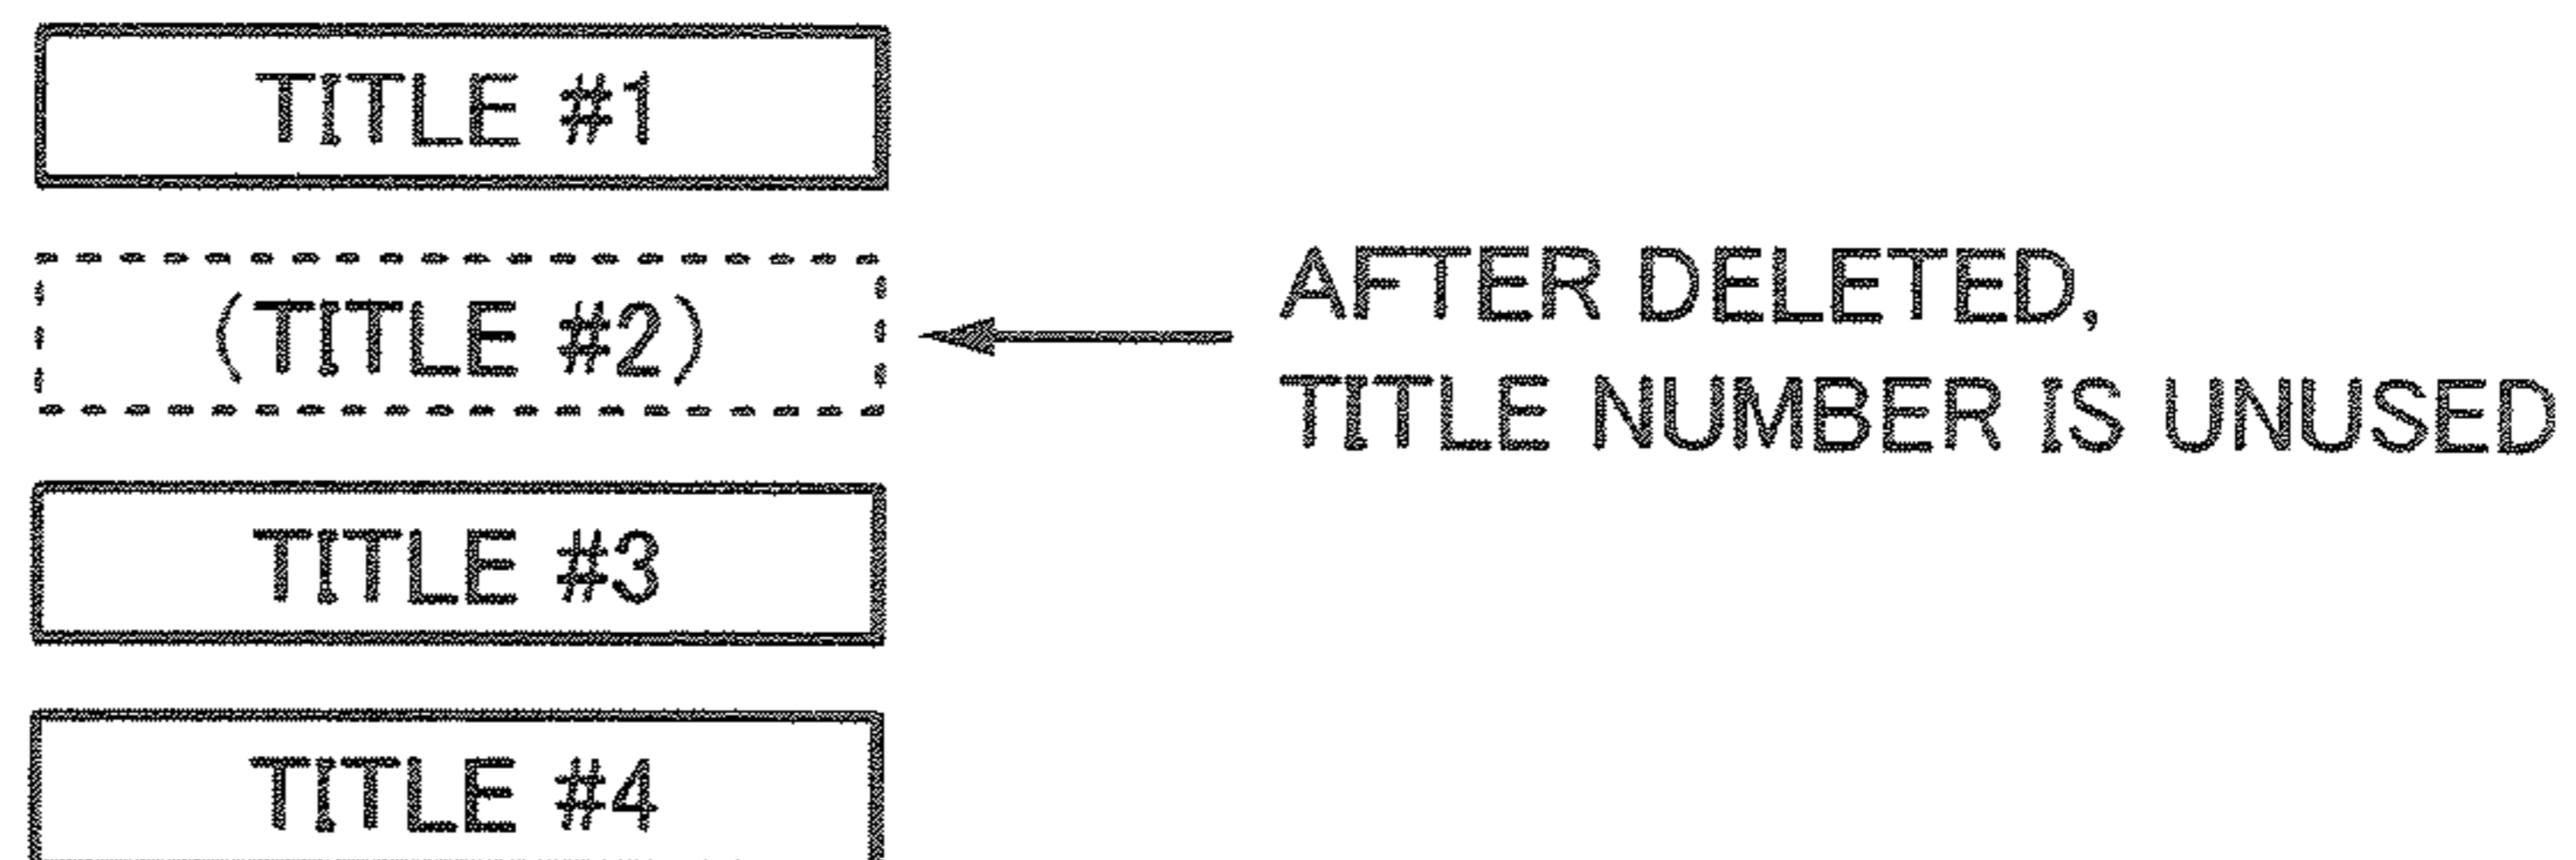 TITLE #1
(TITLE #2)
AFTER DELETED,
TITLE NUMBER IS UNUSED
TITLE #3
TITLE #4